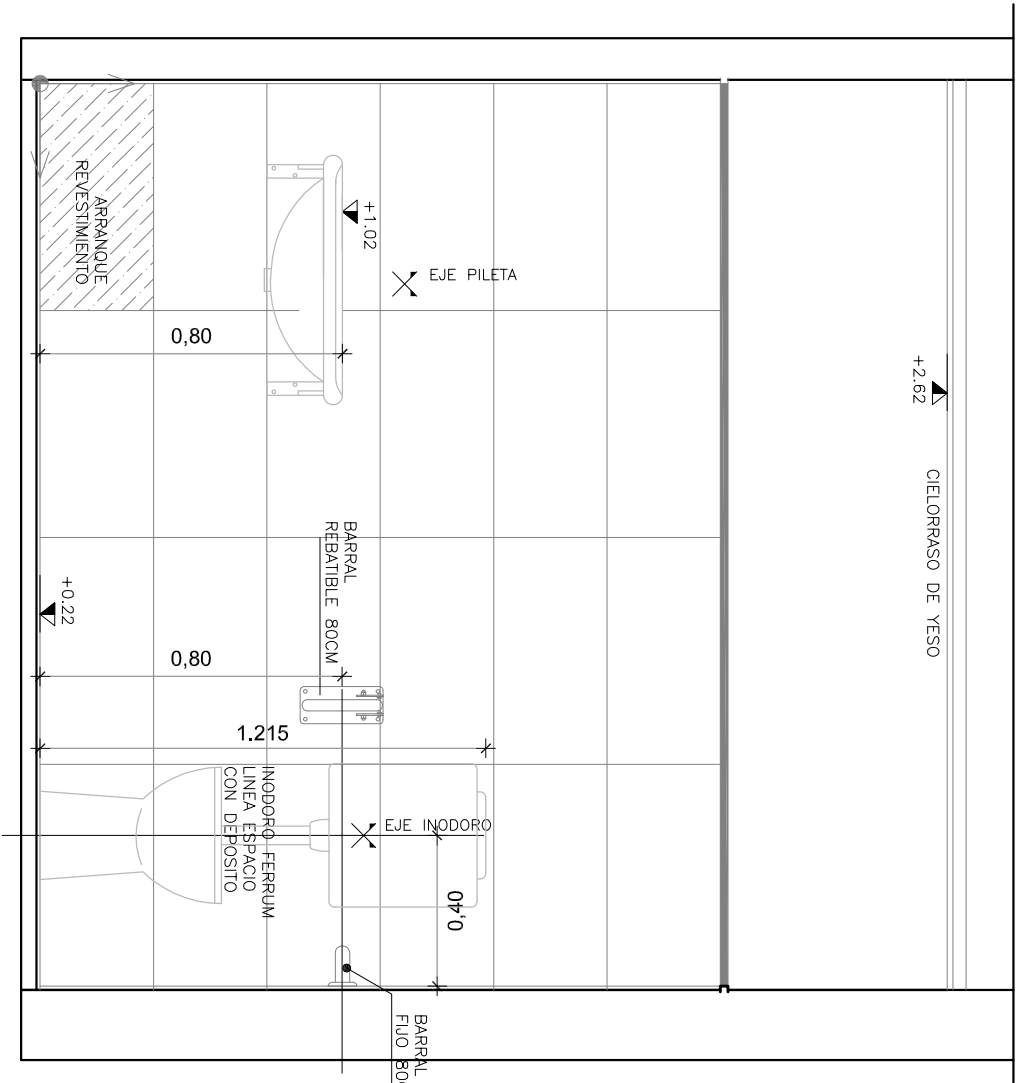 ARRANQUE
REVESTIMIENTO
+1.02
EJE PILETA
0,80
+2.62
CIELORRASO DE YESO
BARRAL
REBATIBLE 80CM
+0.22
0,80
1.215
INODORO FERRUM
LINEA ESPACIO
CON DEPOSITO
EJE INODORO
0,40
BARRAL
FIJO